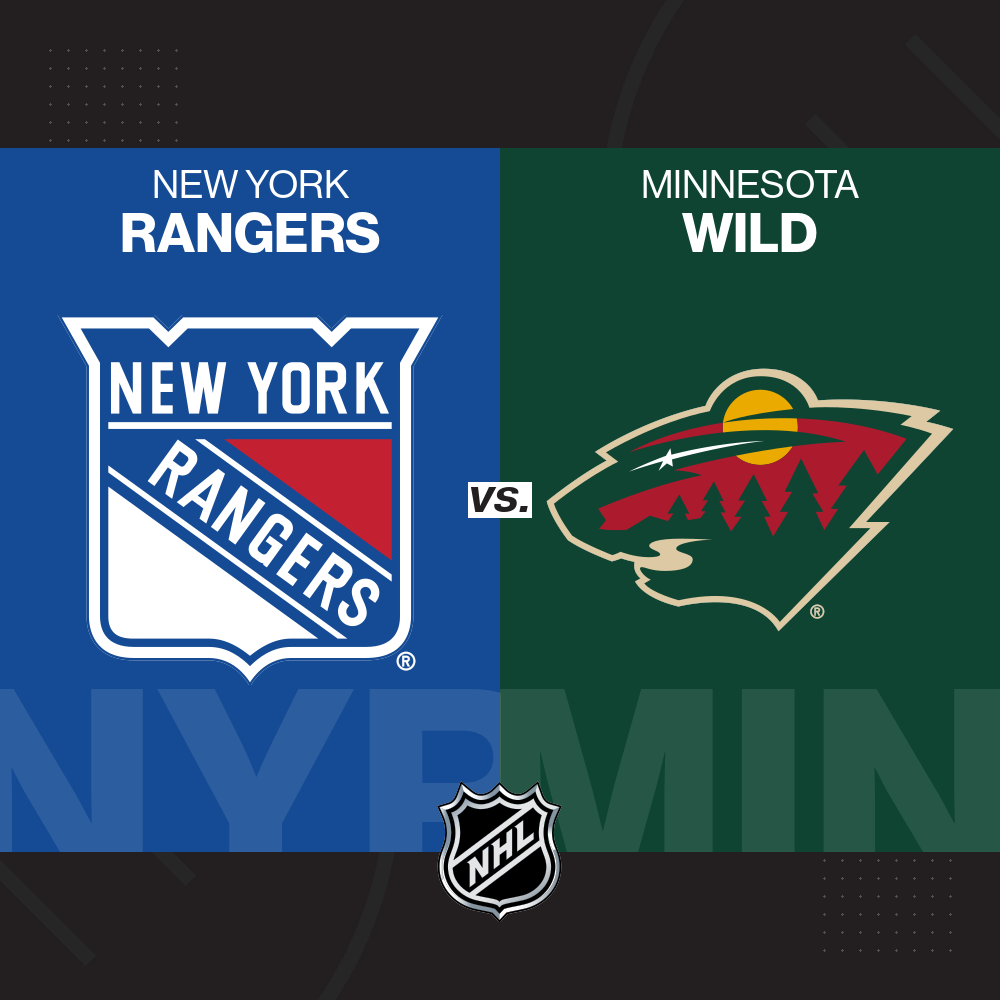 NEW YORK
RANGERS
MINNESOTA
WILD
NEW YORK
RANGERS
®
VS.
®
NYR
MIN
NHL